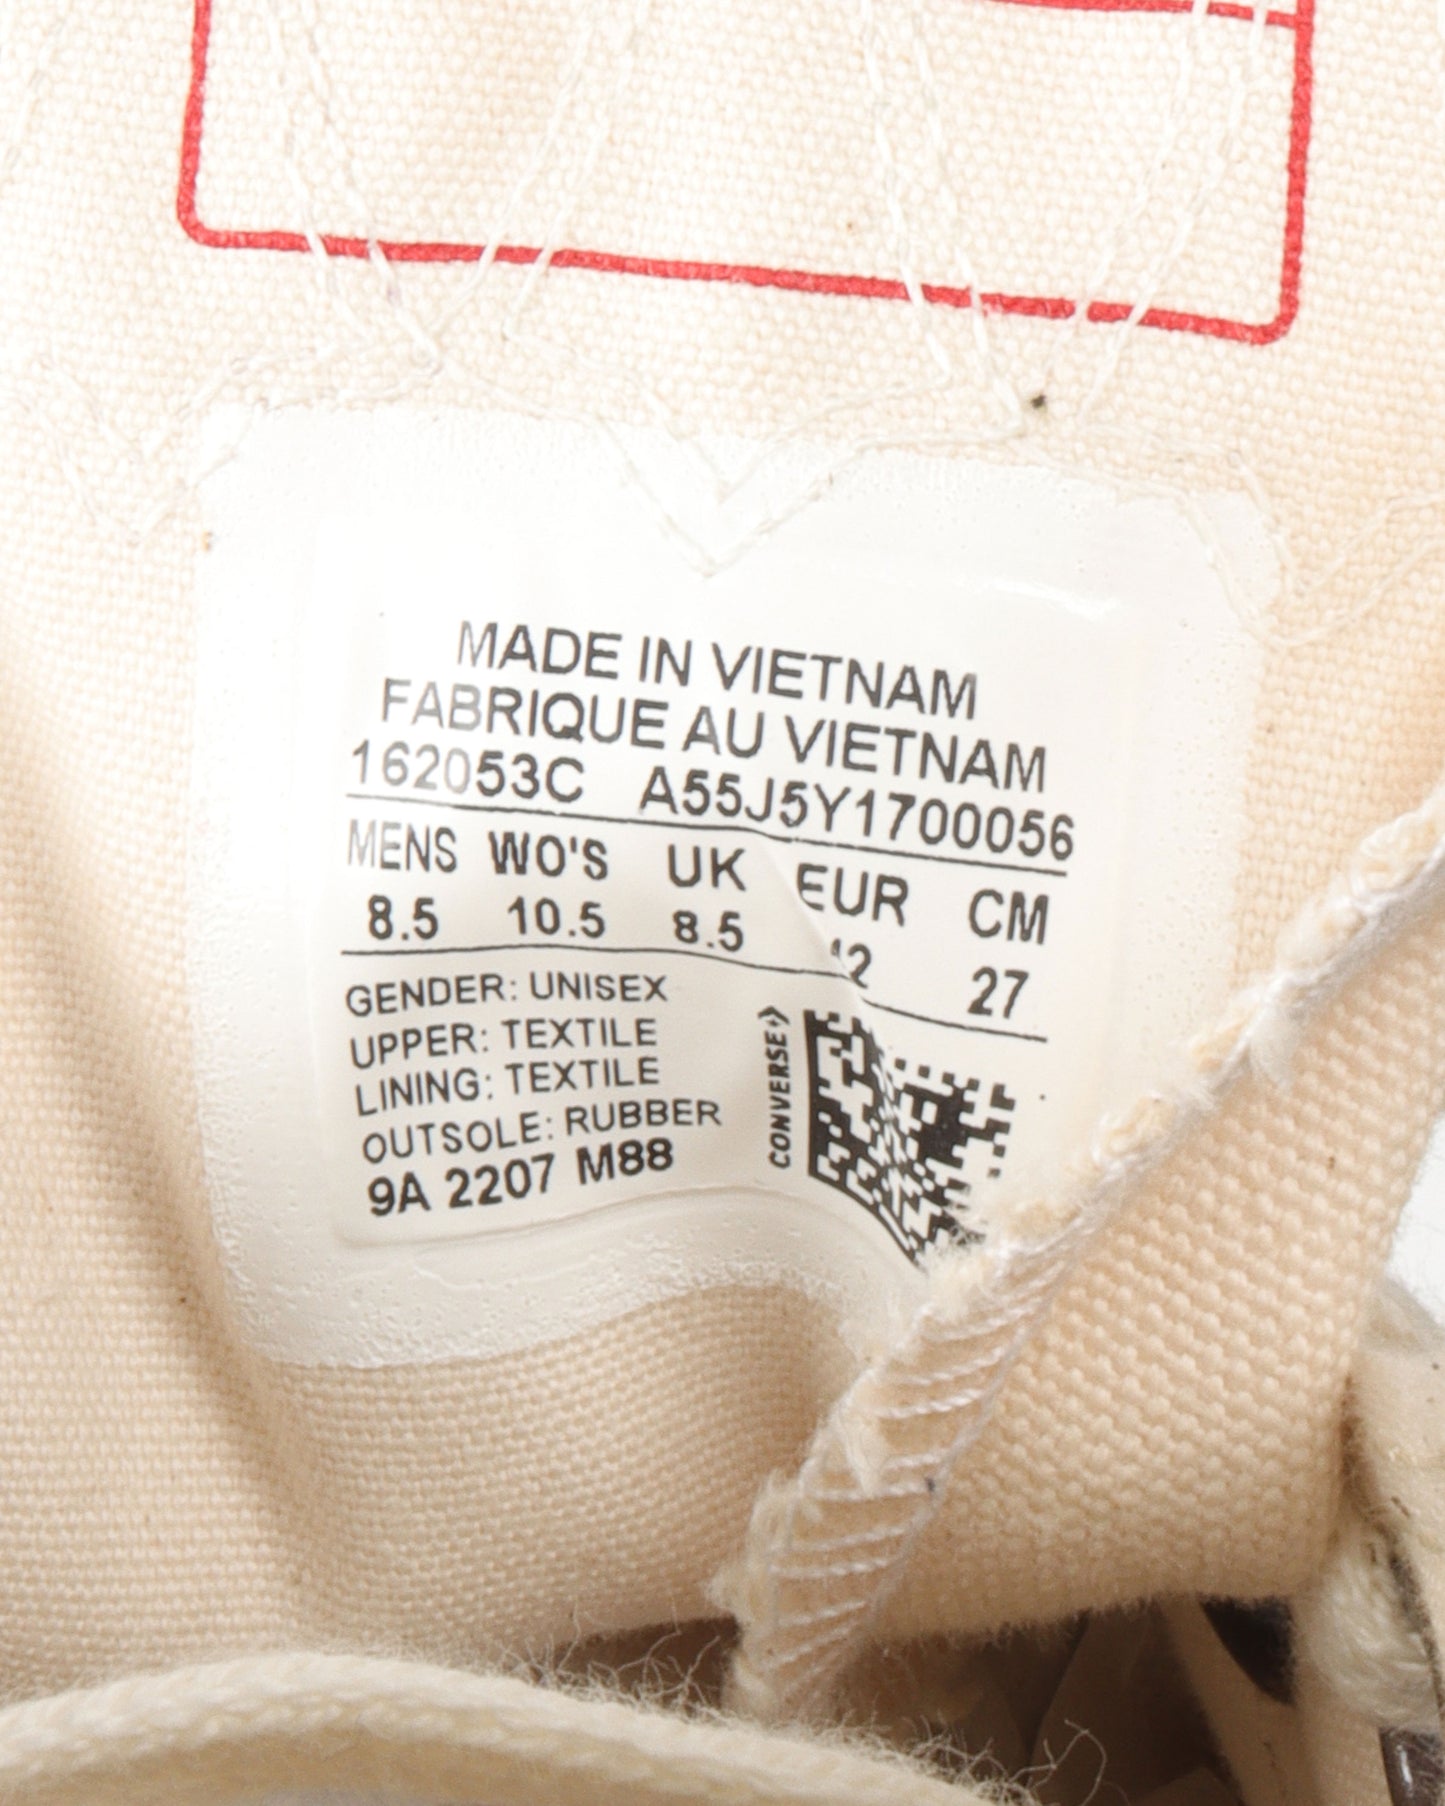 MADE IN VIETNAM
FABRIQUE AU VIETNAM
162053C A55J5Y1700056
MENS WO'S UK EUR CM
8.5 10.5 8.5 27
GENDER: UNISEX
UPPER: TEXTILE
LINING: TEXTILE
OUTSOLE: RUBBER
9A 2207 M88
CONVERSE